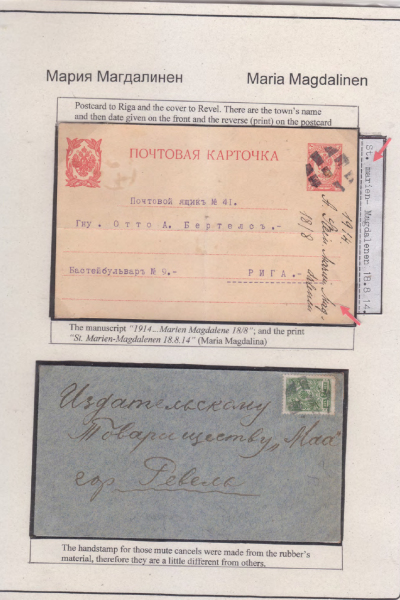 Мария Магдалинен
Maria Magdalinen
Postcard to Riga and the cover to Revel. There are the town's name
and then date given on the front and the reverse (print) on the postcard
ПОЧТОВАЯ КАРТОЧКА
Почтовой ящикъ № 41.
Гну. Отто А. Бертельсъ.-
Бастейбульваръ № 9.-
РИГА.-
1914
18/8
St. marien- Magdalenen 18.8.14.
The manuscript "1914...Marien Magdalene 18/8"; and the print
"St. Marien-Magdalenen 18.8.14" (Maria Magdalina)
Издательскому
Товариществу „Маа"
гор. Ревель
The handstamp for those mute cancels were made from the rubber's
material, therefore they are a little different from others.